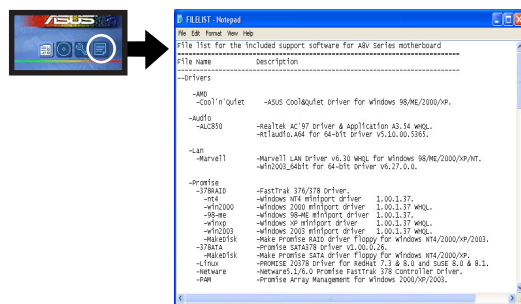 ASUS
FILELIST - Notepad
File Edit Format View Help
File list for the included support software for A8V Series motherboard
File Name Description
--Drivers
-AMD
-Cool'n'Quiet -ASUS Cool&Quiet Driver for Windows 98/ME/2000/XP.
-Audio
-ALC850 -Realtek AC'97 Driver & Application A3.54 WHQL.
-Rtlaudio.A64 for 64-bit Driver V5.10.00.5365.
-Lan
-Marvell -Marvell LAN Driver v6.30 WHQL for Windows 98/ME/2000/XP/NT.
-Win2003_64bit for 64-bit Driver V6.27.0.0.
-Promise
-378RAID -FastTrak 376/378 Driver.
-nt4 -Windows NT4 miniport driver 1.00.1.37.
-win2000 -Windows 2000 miniport driver 1.00.1.37 WHQL.
-98-me -Windows 98-ME miniport driver 1.00.1.37.
-winxp -Windows XP miniport driver 1.00.1.37 WHQL.
-win2003 -Windows 2003 miniport driver 1.00.1.37 WHQL.
-MakeDisk -Make Promise RAID driver floppy for Windows NT4/2000/XP/2003.
-378ATA -Promise SATA378 Driver V1.00.0.26.
-MakeDisk -Make Promise SATA driver floppy for Windows NT4/2000/XP.
-Linux -PROMISE 20378 Driver for RedHat 7.3 & 8.0 and SuSE 8.0 & 8.1.
-Netware -Netware5.1/6.0 Promise FastTrak 378 Controller Driver.
-PAM -Promise Array Management for Windows 2000/XP/2003.